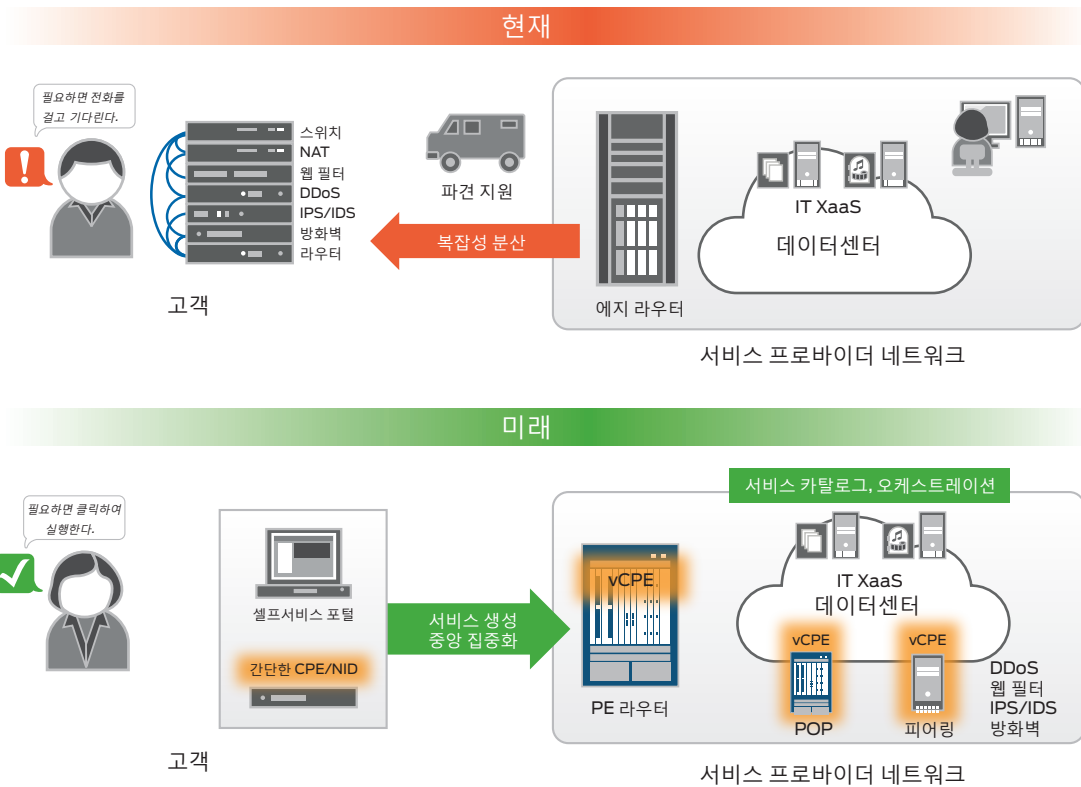 현재
필요하면 전화를
걸고 기다린다.
스위치
NAT
웹 필터
DDoS
IPS/IDS
방화벽
라우터
고객
파견 지원
복잡성 분산
에지 라우터
IT XaaS
데이터센터
서비스 프로바이더 네트워크
미래
필요하면 클릭하여
실행한다.
고객
셀프서비스 포털
간단한 CPE/NID
서비스 생성
중앙 집중화
서비스 카탈로그, 오케스트레이션
vCPE
PE 라우터
IT XaaS
데이터센터
vCPE
POP
vCPE
피어링
DDoS
웹 필터
IPS/IDS
방화벽
서비스 프로바이더 네트워크